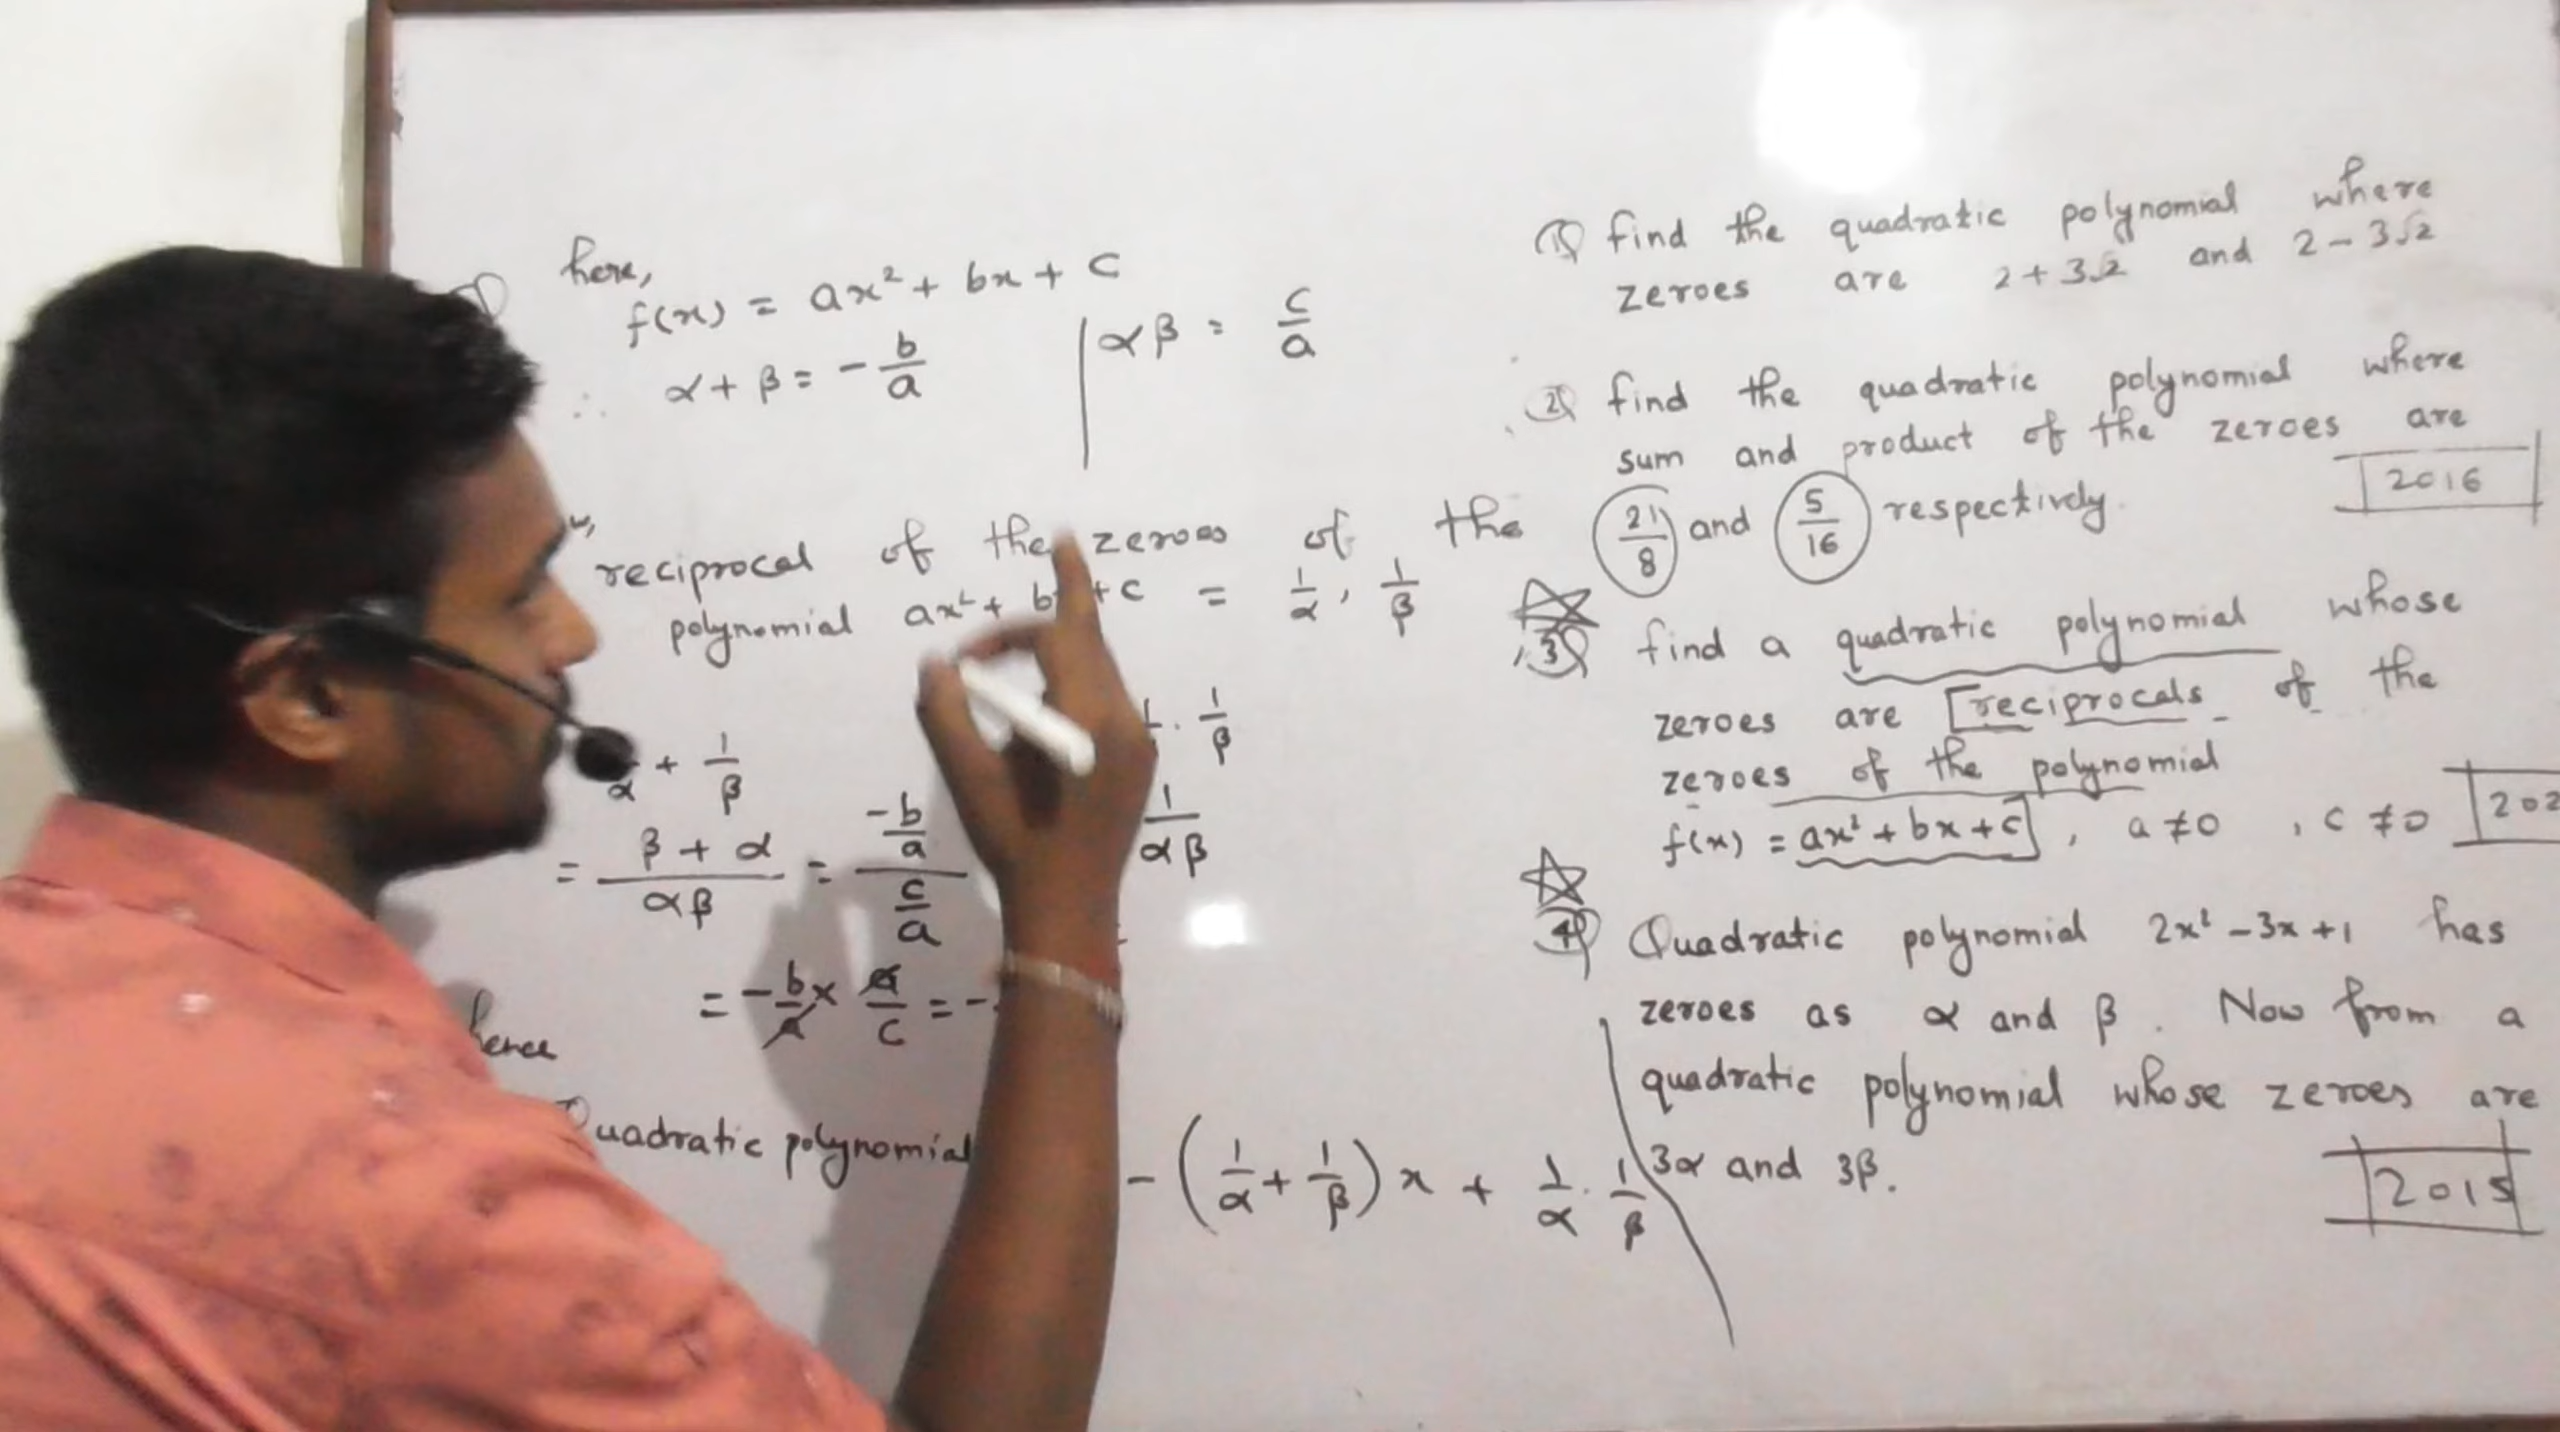 here,
f(x) = ax² + bx + c
∴ α + β = - b/a | αβ = c/a
reciprocal of the zeroes of the
polynomial ax² + b + c = 1/α, 1/β
α + 1/β
· 1/β
= β + α / αβ = -b/a / c/a
1/αβ
= - b/a × a/c = -
hence
Quadratic polynomial - (1/α + 1/β) x + 1/α · 1/β
① find the quadratic polynomial where
zeroes are 2 + 3√2 and 2 - 3√2
② find the quadratic polynomial where
sum and product of the zeroes are
21/8 and 5/16 respectively. 2016
③ find a quadratic polynomial whose
zeroes are [reciprocals of the
zeroes of the polynomial
f(x) = ax² + bx + c], a ≠ 0, c ≠ 0 202
④ Quadratic polynomial 2x² - 3x + 1 has
zeroes as α and β. Now from a
quadratic polynomial whose zeroes are
3α and 3β. 2015